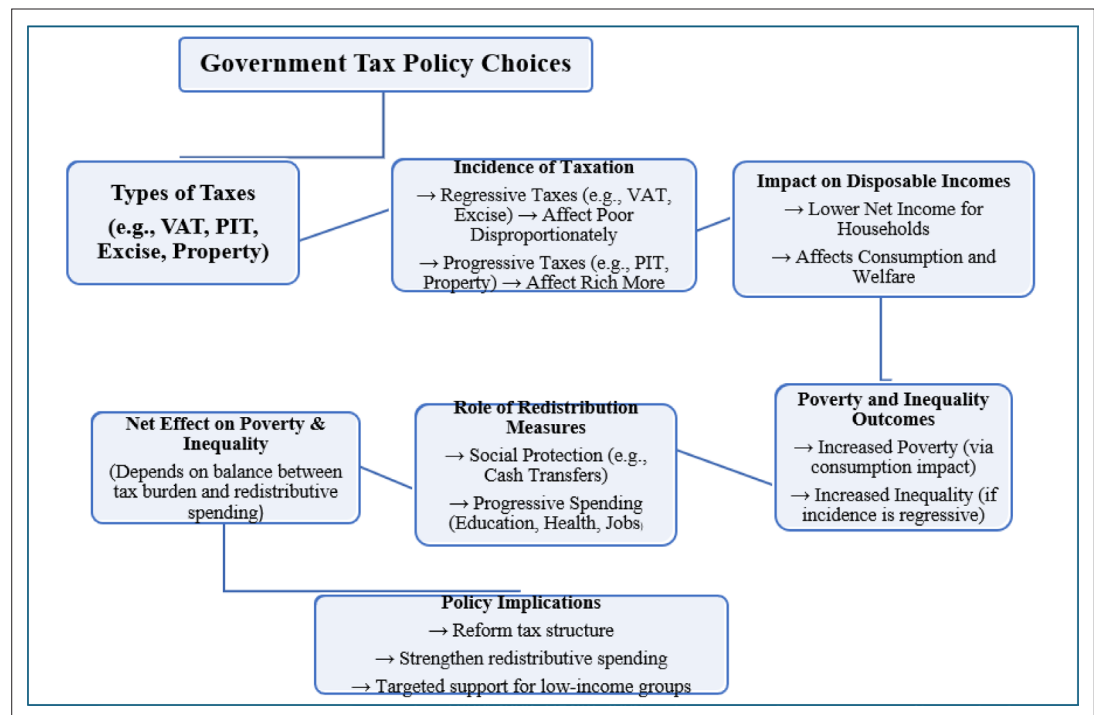 Government Tax Policy Choices
Types of Taxes
(e.g., VAT, PIT,
Excise, Property)
Incidence of Taxation
→ Regressive Taxes (e.g., VAT,
Excise) → Affect Poor
Disproportionately
→ Progressive Taxes (e.g., PIT,
Property) → Affect Rich More
Impact on Disposable Incomes
→ Lower Net Income for
Households
→ Affects Consumption and
Welfare
Poverty and Inequality
Outcomes
→ Increased Poverty (via
consumption impact)
→ Increased Inequality (if
incidence is regressive)
Role of Redistribution
Measures
→ Social Protection (e.g.,
Cash Transfers)
→ Progressive Spending
(Education, Health, Jobs)
Net Effect on Poverty &
Inequality
(Depends on balance between
tax burden and redistributive
spending)
Policy Implications
→ Reform tax structure
→ Strengthen redistributive spending
→ Targeted support for low-income groups